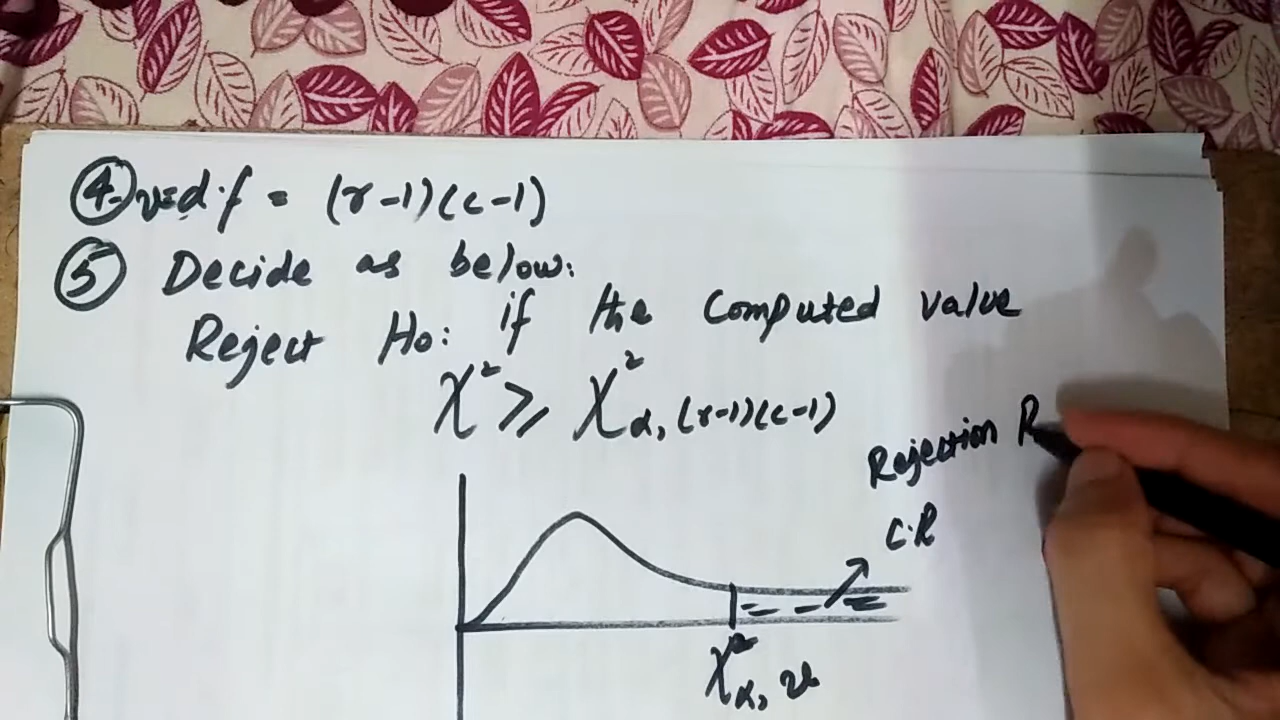 ④ ν=d.f = (r-1)(c-1)
⑤ Decide as below:
Reject Ho: if the computed value
χ² ≥ χ²α, (r-1)(c-1)
Rejection R
C.R
χ²α, ν